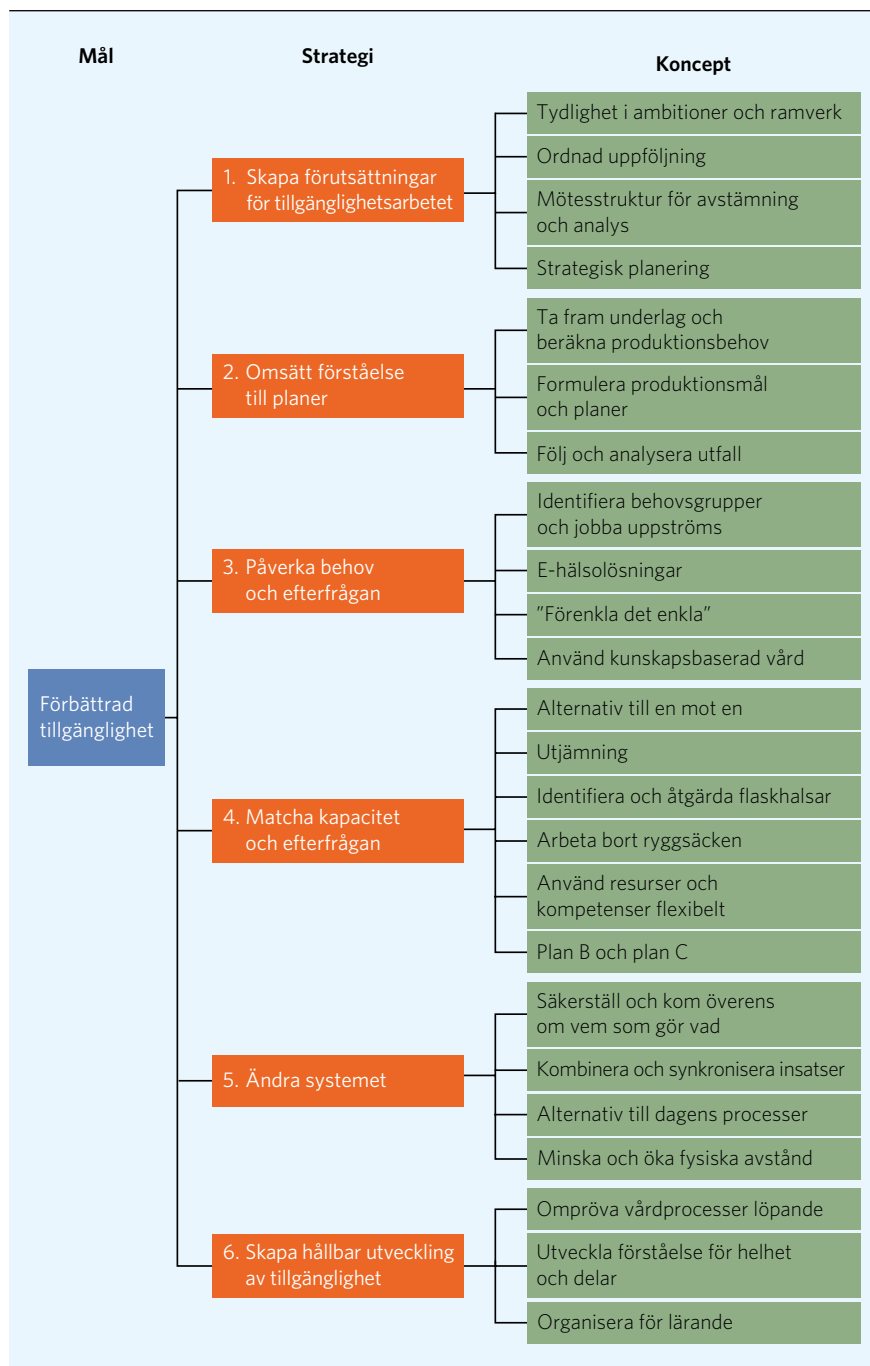 Mål
Strategi
Koncept
Förbättrad
tillgänglighet
1. Skapa förutsättningar
för tillgänglighetsarbetet
Tydlighet i ambitioner och ramverk
Ordnad uppföljning
Mötesstruktur för avstämning
och analys
Strategisk planering
2. Omsätt förståelse
till planer
Ta fram underlag och
beräkna produktionsbehov
Formulera produktionsmål
och planer
Följ och analysera utfall
3. Påverka behov
och efterfrågan
Identifiera behovsgrupper
och jobba uppströms
E-hälsolösningar
”Förenkla det enkla”
Använd kunskapsbaserad vård
4. Matcha kapacitet
och efterfrågan
Alternativ till en mot en
Utjämning
Identifiera och åtgärda flaskhalsar
Arbeta bort ryggsäcken
Använd resurser och
kompetenser flexibelt
Plan B och plan C
5. Ändra systemet
Säkerställ och kom överens
om vem som gör vad
Kombinera och synkronisera insatser
Alternativ till dagens processer
Minska och öka fysiska avstånd
6. Skapa hållbar utveckling
av tillgänglighet
Ompröva vårdprocesser löpande
Utveckla förståelse för helhet
och delar
Organisera för lärande